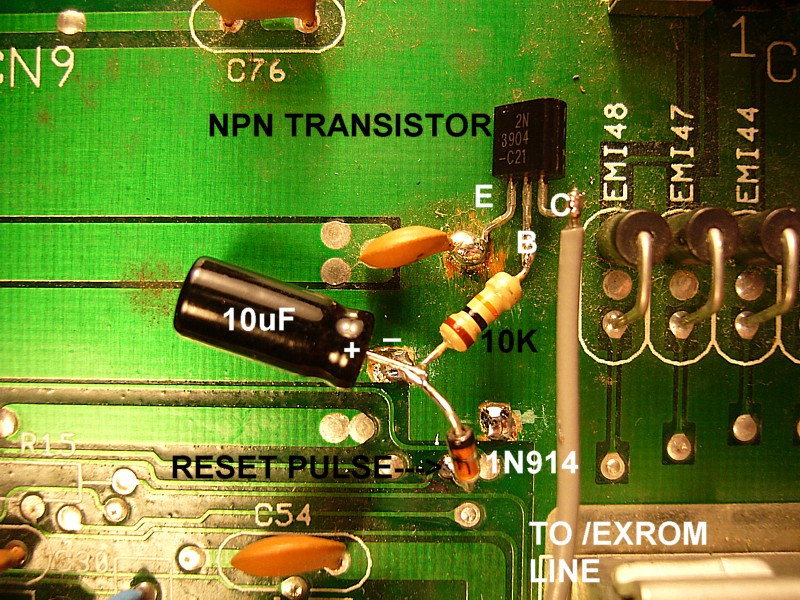 CN9
C76
1
C
NPN TRANSISTOR
2N
3904
-C21
EMI48
EMI47
EMI44
E
C
B
10uF
+
–
10K
R15
RESET PULSE--->
1N914
C54
C30
TO /EXROM
LINE